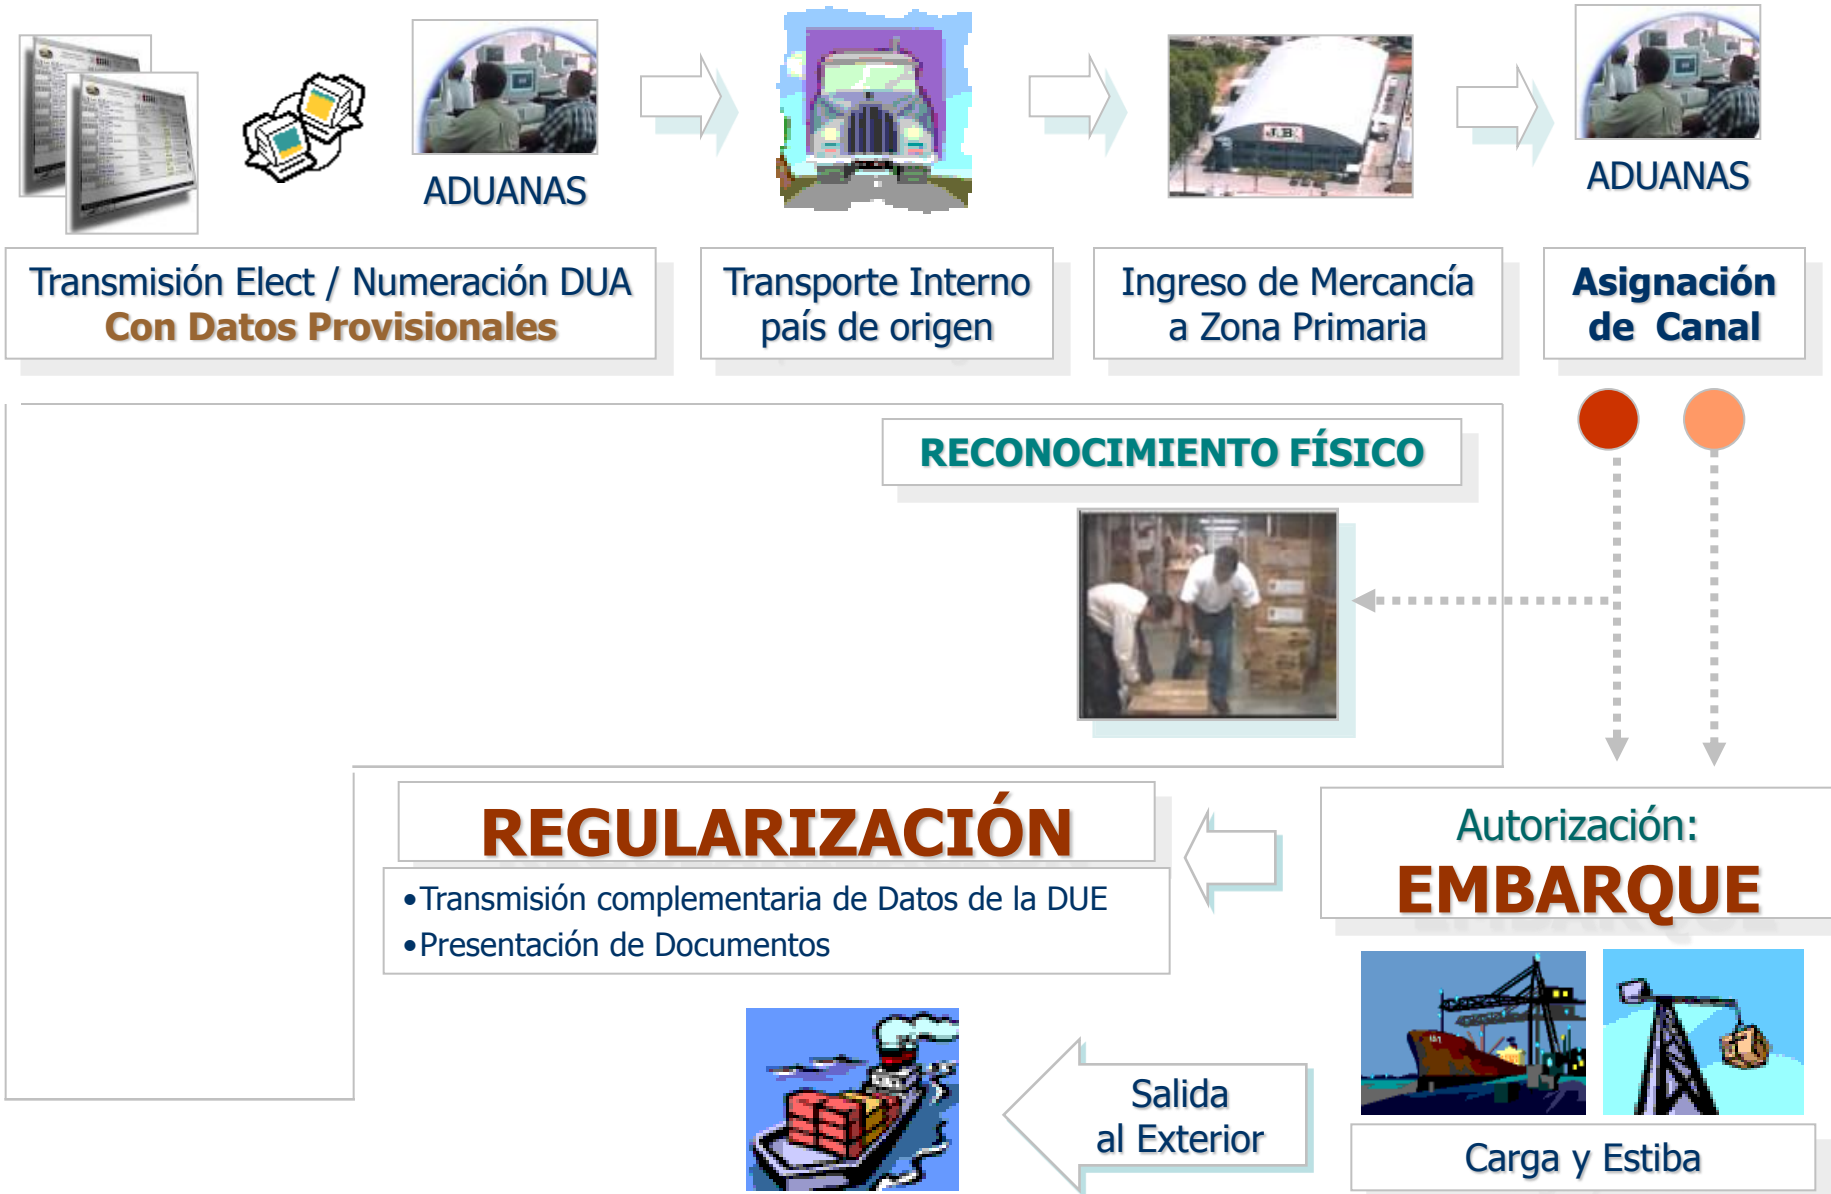 ADUANAS
J.B.
ADUANAS
Transmisión Elect / Numeración DUA
Con Datos Provisionales
Transporte Interno
país de origen
Ingreso de Mercancía
a Zona Primaria
Asignación
de Canal
RECONOCIMIENTO FÍSICO
REGULARIZACIÓN
•Transmisión complementaria de Datos de la DUE
•Presentación de Documentos
Autorización:
EMBARQUE
Salida
al Exterior
Carga y Estiba